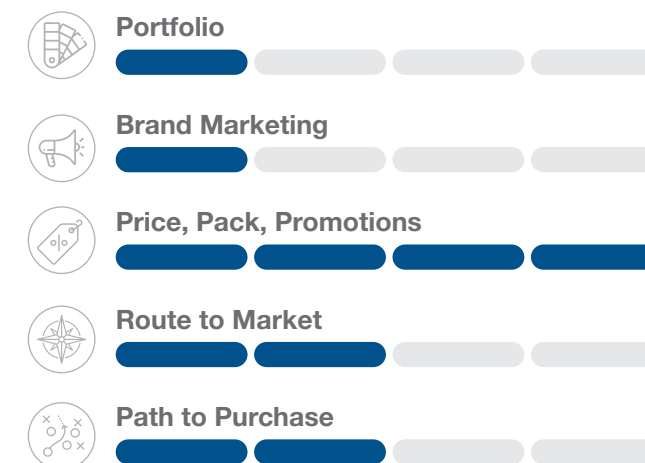 Portfolio
Brand Marketing
Price, Pack, Promotions
Route to Market
Path to Purchase